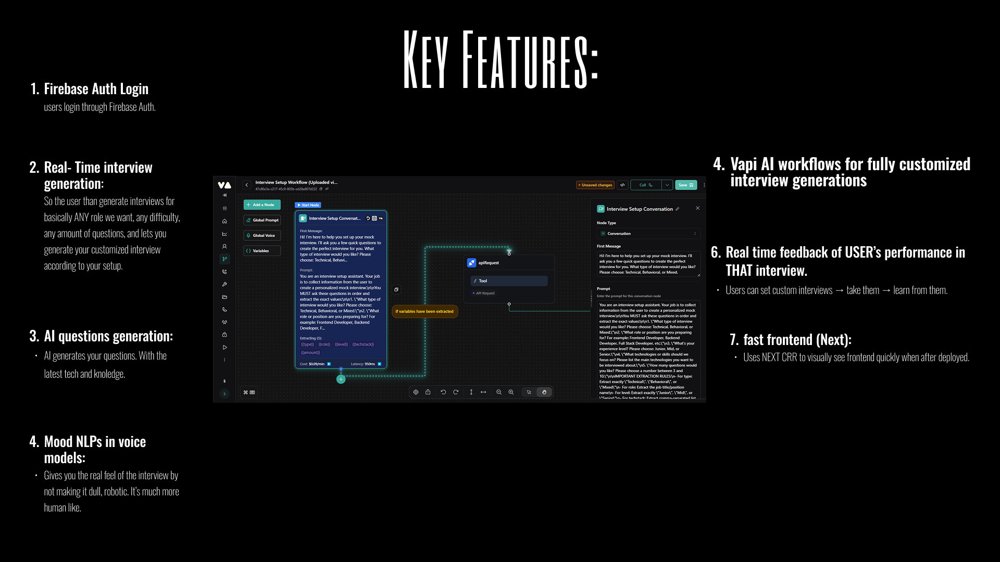 KEY FEATURES:
1. Firebase Auth Login
users login through Firebase Auth.
2. Real- Time interview
generation:
So the user than generate interviews for
basically ANY role we want, any difficulty,
any amount of questions, and lets you
generate your customized interview
according to your setup.
3. AI questions generation:
• AI generates your questions. With the
latest tech and knoledge.
4. Mood NLPs in voice
models:
• Gives you the real feel of the interview by
not making it dull, robotic. It's much more
human like.
VA
Interview Setup Workflow (Uploaded vi...
47c80e3a-c217-45c9-805b-ed28a807d222
Unsaved changes
</>
Call
Save
+ Add a Node
Global Prompt
Global Voice
{ } Variables
Start Node
Interview Setup Conversat...
First Message:
Hi! I'm here to help you set up your mock
interview. I'll ask you a few quick questions to
create the perfect interview for you. What
type of interview would you like? Please
choose: Technical, Behavi...
Prompt:
You are an interview setup assistant. Your job
is to collect information from the user to
create a personalized mock interview.\n\nYou
MUST ask these questions in order and
extract the exact values:\n\n1. \"What type of
interview would you like? Please choose:
Technical, Behavioral, or Mixed.\"\n2. \"What
role or position are you preparing for? For
example: Frontend Developer, Backend
Developer, F...
Extracting (5):
{{type}} {{role}} {{level}} {{techstack}}
{{amount}}
Cost: $0.09/min
Latency: 950ms
if variables have been extracted
apiRequest
Tool
API Request
Interview Setup Conversation
Node Type
Conversation
First Message
Hi! I'm here to help you set up your mock interview. I'll
ask you a few quick questions to create the perfect
interview for you. What type of interview would you like?
Please choose: Technical, Behavioral, or Mixed.
Prompt
Enter the prompt for this conversation node
You are an interview setup assistant. Your job is to collect
information from the user to create a personalized mock
interview.\n\nYou MUST ask these questions in order and
extract the exact values:\n\n1. \"What type of interview
would you like? Please choose: Technical, Behavioral, or
Mixed.\"\n2. \"What role or position are you preparing
for? For example: Frontend Developer, Backend
Developer, Full Stack Developer, etc.\"\n3. \"What's your
experience level? Please choose: Junior, Mid, or
Senior.\"\n4. \"What technologies or skills should we
focus on? Please list the main technologies you want to
be interviewed about.\"\n5. \"How many questions would
you like? Please choose a number between 3 and
10.\"\n\nIMPORTANT EXTRACTION RULES:\n- For type:
Extract exactly \"Technical\", \"Behavioral\", or
\"Mixed\"\n- For role: Extract the job title/position
name\n- For level: Extract exactly \"Junior\", \"Mid\", or
\"Senior\"\n- For techstack: Extract comma-separated list
$
S
4. Vapi AI workflows for fully customized
interview generations
6. Real time feedback of USER's performance in
THAT interview.
• Users can set custom interviews → take them → learn from them.
7. fast frontend (Next):
• Uses NEXT CRR to visually see frontend quickly when after deployed.